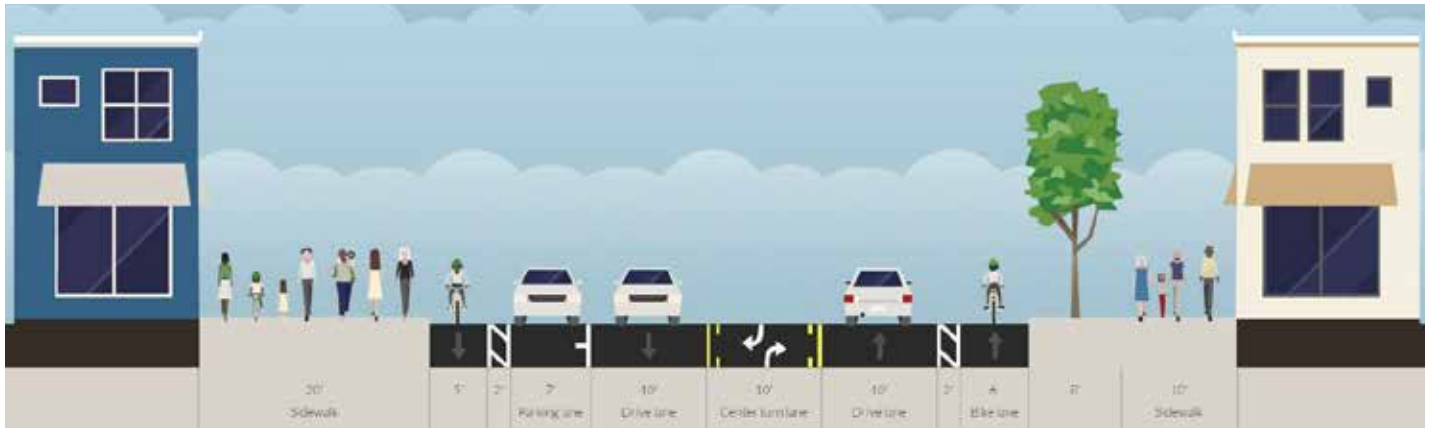 20' 5' 2' 7' 10' 10' 10' 2' 6' 8' 10'
Sidewalk Parking lane Drive lane Center turn lane Drive lane Bike lane Sidewalk